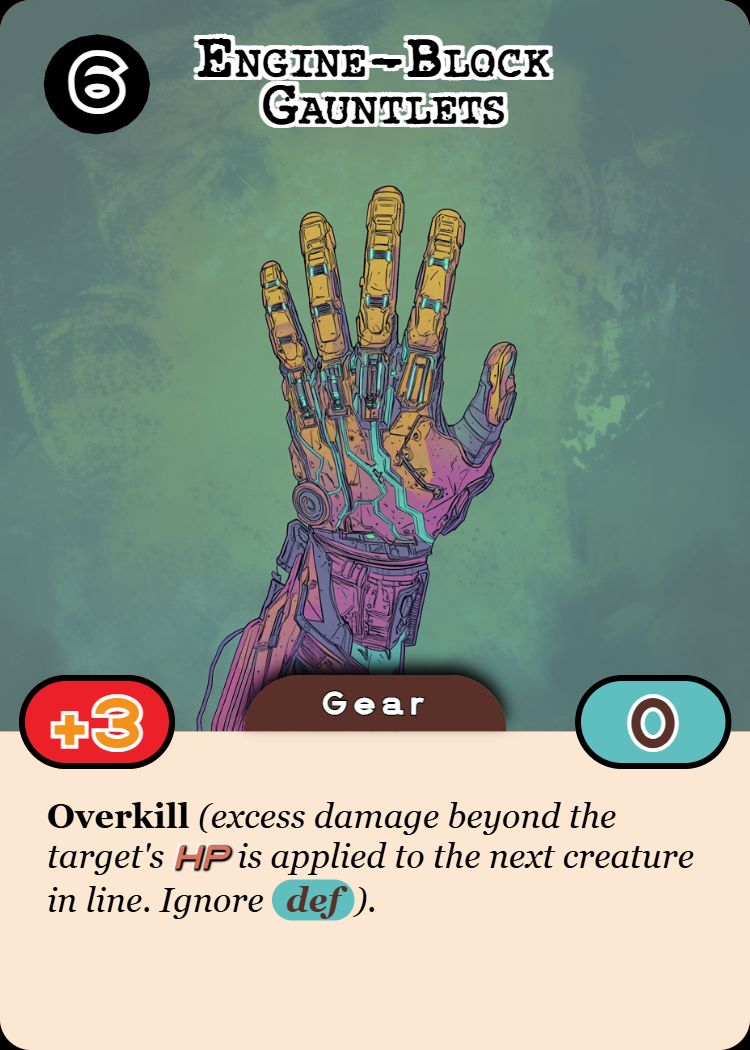 6
Engine-Block
Gauntlets
Gear
+3
0
Overkill (excess damage beyond the
target's HP is applied to the next creature
in line. Ignore def).